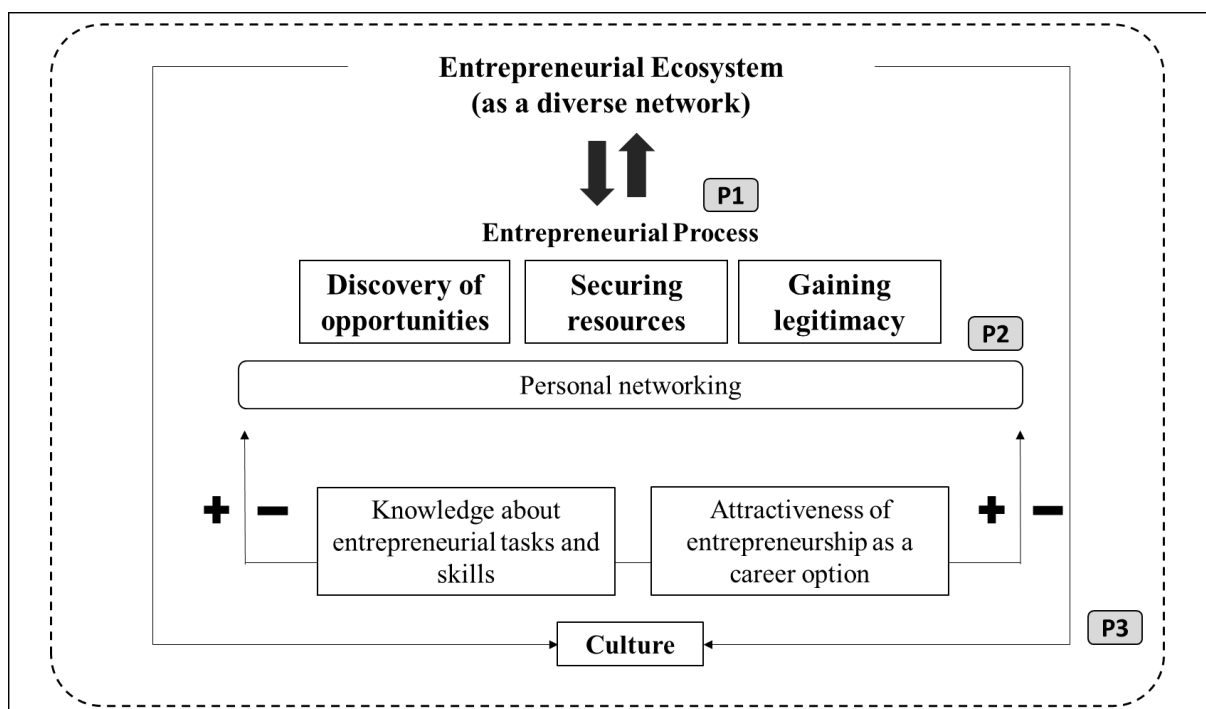 Entrepreneurial Ecosystem
(as a diverse network)
P1
Entrepreneurial Process
Discovery of
opportunities
Securing
resources
Gaining
legitimacy
P2
Personal networking
+ −
Knowledge about
entrepreneurial tasks and
skills
Attractiveness of
entrepreneurship as a
career option
+ −
P3
Culture